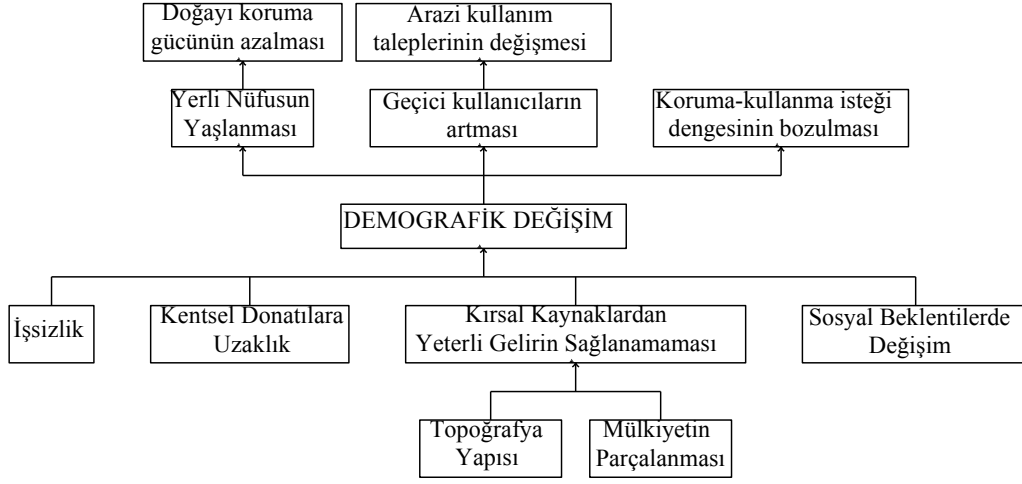 Doğayı koruma
gücünün azalması
Arazi kullanım
taleplerinin değişmesi
Yerli Nüfusun
Yaşlanması
Geçici kullanıcıların
artması
Koruma-kullanma isteği
dengesinin bozulması
DEMOGRAFİK DEĞİŞİM
İşsizlik
Kentsel Donatılara
Uzaklık
Kırsal Kaynaklardan
Yeterli Gelirin Sağlanamaması
Sosyal Beklentilerde
Değişim
Topoğrafya
Yapısı
Mülkiyetin
Parçalanması